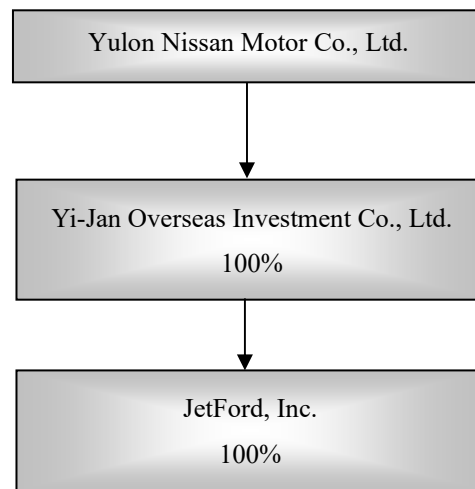 Yulon Nissan Motor Co., Ltd.
Yi-Jan Overseas Investment Co., Ltd.
100%
JetFord, Inc.
100%